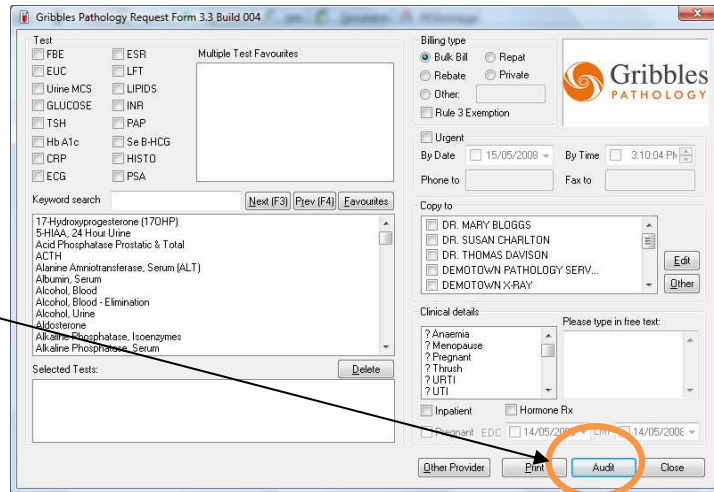 Gribbles Pathology Request Form 3.3 Build 004
Test
FBE ESR Multiple Test Favourites
EUC LFT
Urine MCS LIPIDS
GLUCOSE INR
TSH PAP
Hb A1c Se B-HCG
CRP HISTO
ECG PSA
Keyword search Next (F3) Prev (F4) Favourites
17-Hydroxyprogesterone (17OHP)
5-HIAA, 24 Hour Urine
Acid Phosphatase Prostatic & Total
ACTH
Alanine Amniotransferase, Serum (ALT)
Albumin, Serum
Alcohol, Blood
Alcohol, Blood - Elimination
Alcohol, Urine
Aldosterone
Alkaline Phosphatase, Isoenzymes
Alkaline Phosphatase, Serum
Selected Tests: Delete
Billing type
Bulk Bill Repat
Rebate Private
Other:
Rule 3 Exemption
Gribbles
PATHOLOGY
Urgent
By Date 15/05/2008 By Time 3:10:04 PM
Phone to Fax to
Copy to
DR. MARY BLOGGS
DR. SUSAN CHARLTON
DR. THOMAS DAVISON
DEMOTOWN PATHOLOGY SERV...
DEMOTOWN X-RAY
Edit
Other
Clinical details
Please type in free text:
? Anaemia
? Menopause
? Pregnant
? Thrush
? URTI
? UTI
Inpatient Hormone Rx
Pregnant EDC 14/05/2008 LMP 14/05/2008
Other Provider Print Audit Close